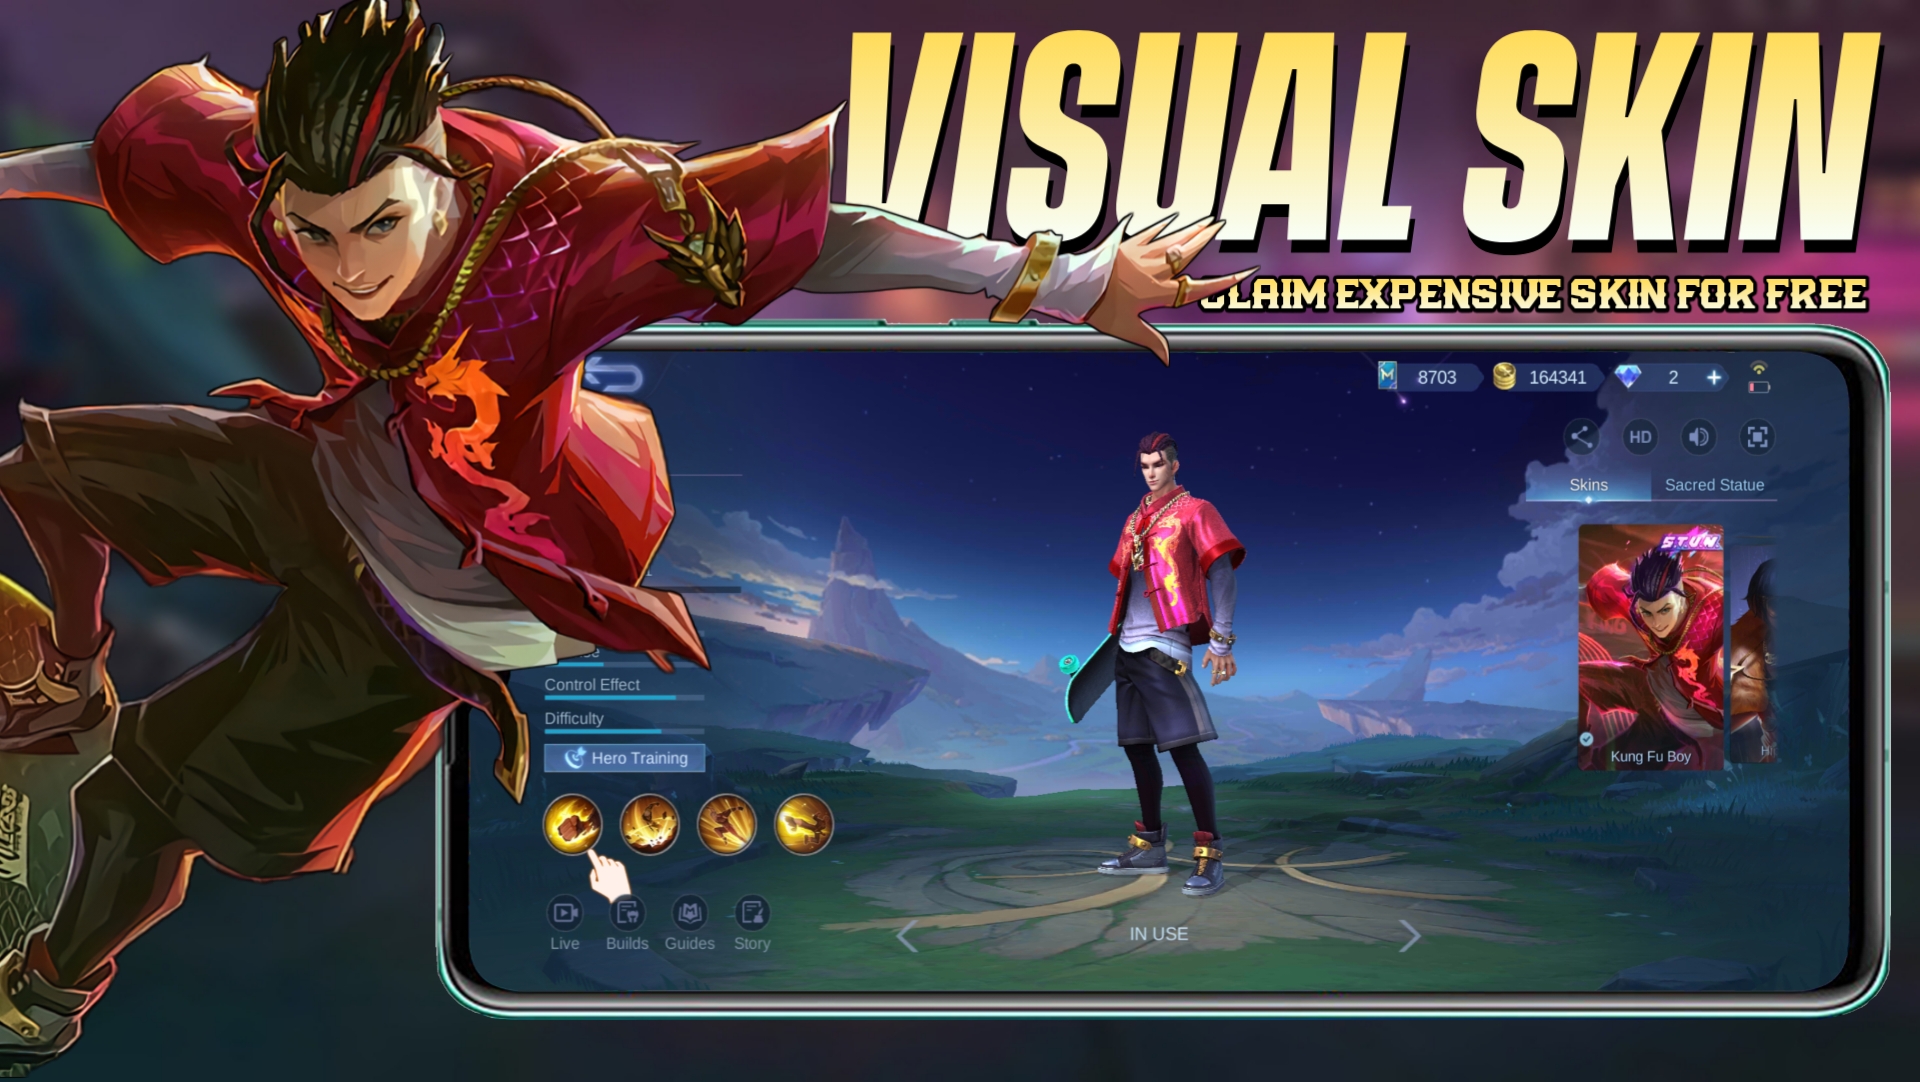 VISUAL SKIN
CLAIM EXPENSIVE SKIN FOR FREE
8703
164341
2
HD
Skins
Sacred Statue
S.T.U.N.
Control Effect
Difficulty
Hero Training
Kung Fu Boy
Live
Builds
Guides
Story
IN USE